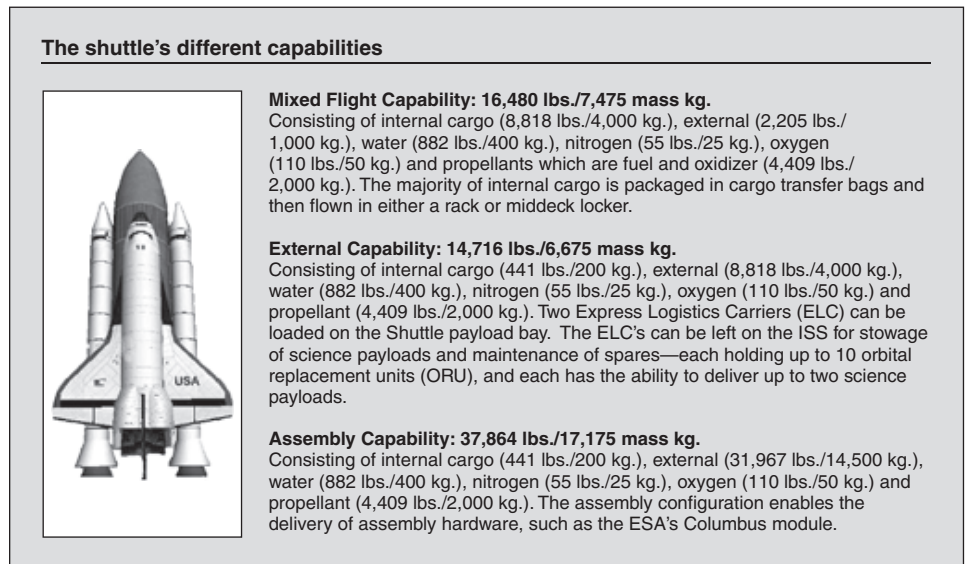 The shuttle's different capabilities
Mixed Flight Capability: 16,480 lbs./7,475 mass kg.
Consisting of internal cargo (8,818 lbs./4,000 kg.), external (2,205 lbs./
1,000 kg.), water (882 lbs./400 kg.), nitrogen (55 lbs./25 kg.), oxygen
(110 lbs./50 kg.) and propellants which are fuel and oxidizer (4,409 lbs./
2,000 kg.). The majority of internal cargo is packaged in cargo transfer bags and
then flown in either a rack or middeck locker.
External Capability: 14,716 lbs./6,675 mass kg.
Consisting of internal cargo (441 lbs./200 kg.), external (8,818 lbs./4,000 kg.),
water (882 lbs./400 kg.), nitrogen (55 lbs./25 kg.), oxygen (110 lbs./50 kg.) and
propellant (4,409 lbs./2,000 kg.). Two Express Logistics Carriers (ELC) can be
loaded on the Shuttle payload bay. The ELC's can be left on the ISS for stowage
of science payloads and maintenance of spares—each holding up to 10 orbital
replacement units (ORU), and each has the ability to deliver up to two science
payloads.
Assembly Capability: 37,864 lbs./17,175 mass kg.
Consisting of internal cargo (441 lbs./200 kg.), external (31,967 lbs./14,500 kg.),
water (882 lbs./400 kg.), nitrogen (55 lbs./25 kg.), oxygen (110 lbs./50 kg.) and
propellant (4,409 lbs./2,000 kg.). The assembly configuration enables the
delivery of assembly hardware, such as the ESA's Columbus module.
USA